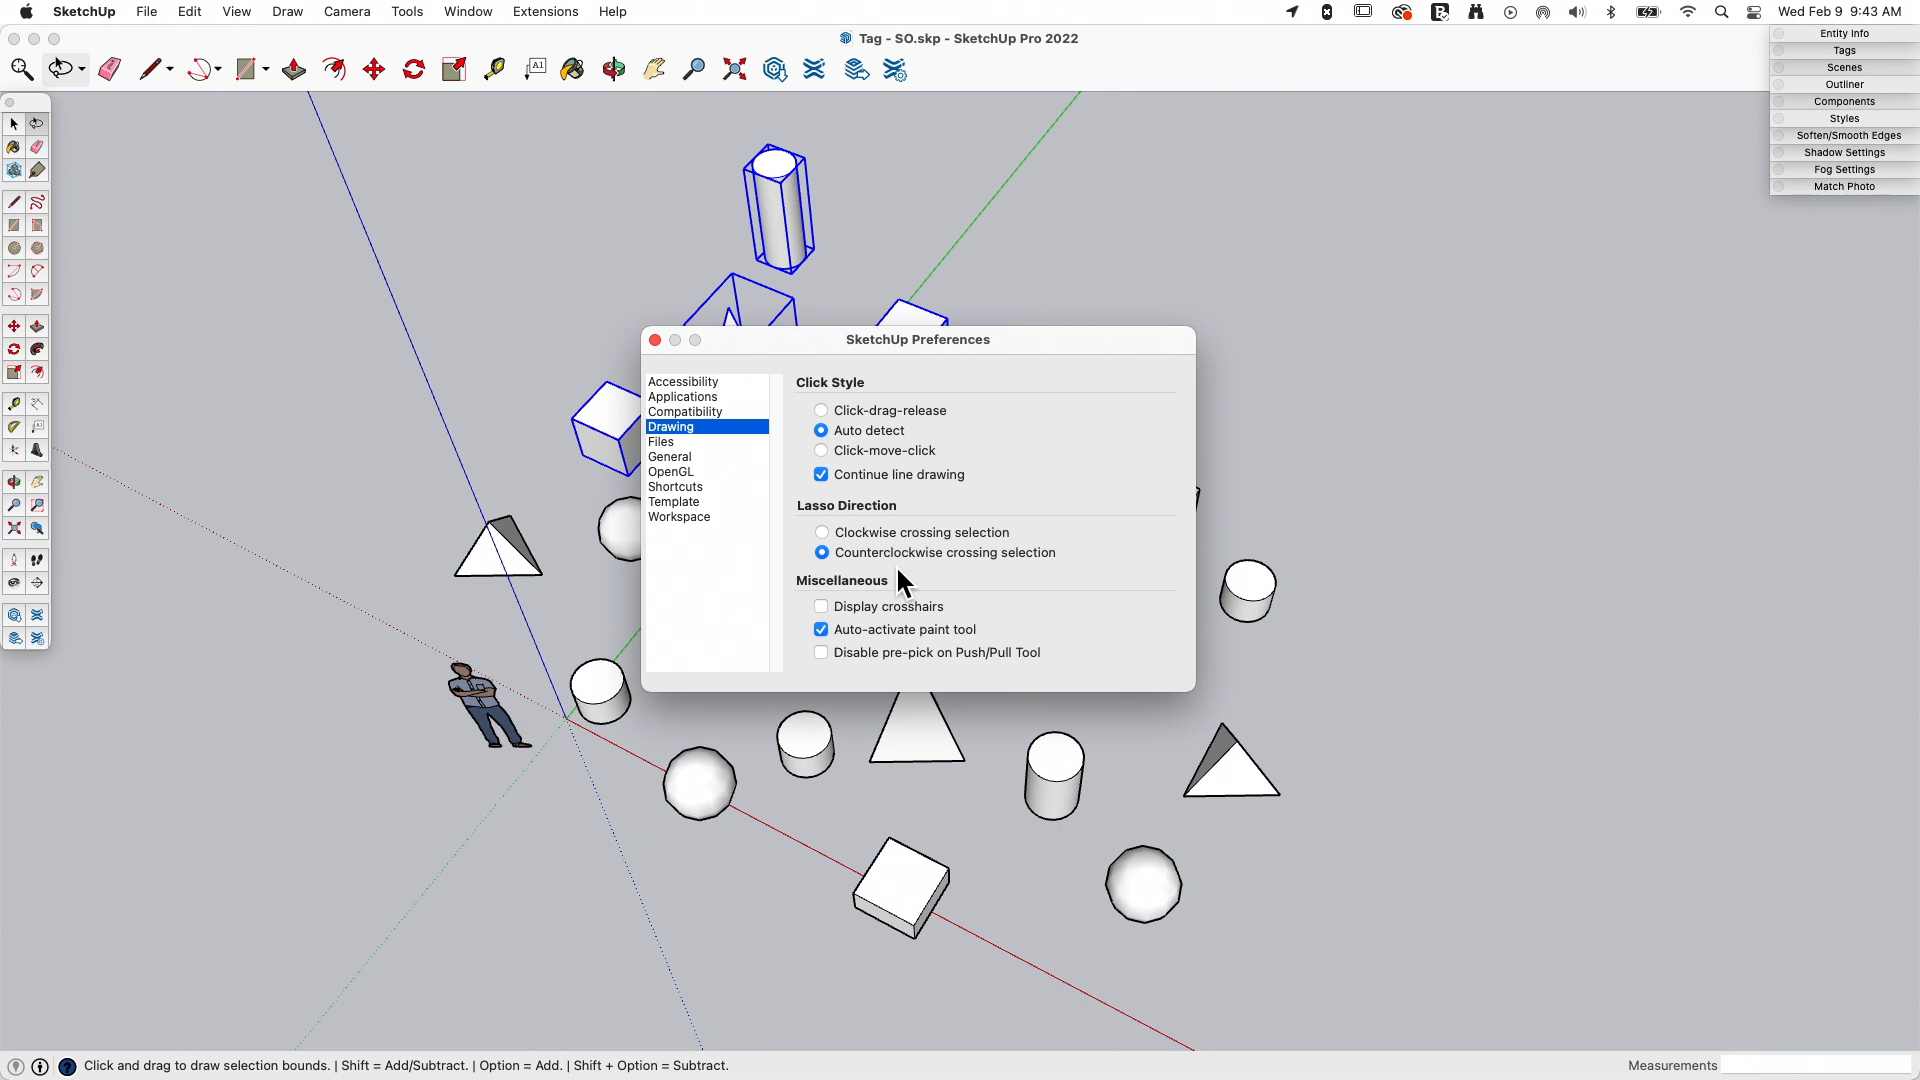 SketchUp File Edit View Draw Camera Tools Window Extensions Help Wed Feb 9 9:43 AM
Tag - SO.skp - SketchUp Pro 2022
A1
Entity Info
Tags
Scenes
Outliner
Components
Styles
Soften/Smooth Edges
Shadow Settings
Fog Settings
Match Photo
SketchUp Preferences
Accessibility
Applications
Compatibility
Drawing
Files
General
OpenGL
Shortcuts
Template
Workspace
Click Style
Click-drag-release
Auto detect
Click-move-click
Continue line drawing
Lasso Direction
Clockwise crossing selection
Counterclockwise crossing selection
Miscellaneous
Display crosshairs
Auto-activate paint tool
Disable pre-pick on Push/Pull Tool
Click and drag to draw selection bounds. | Shift = Add/Subtract. | Option = Add. | Shift + Option = Subtract. Measurements